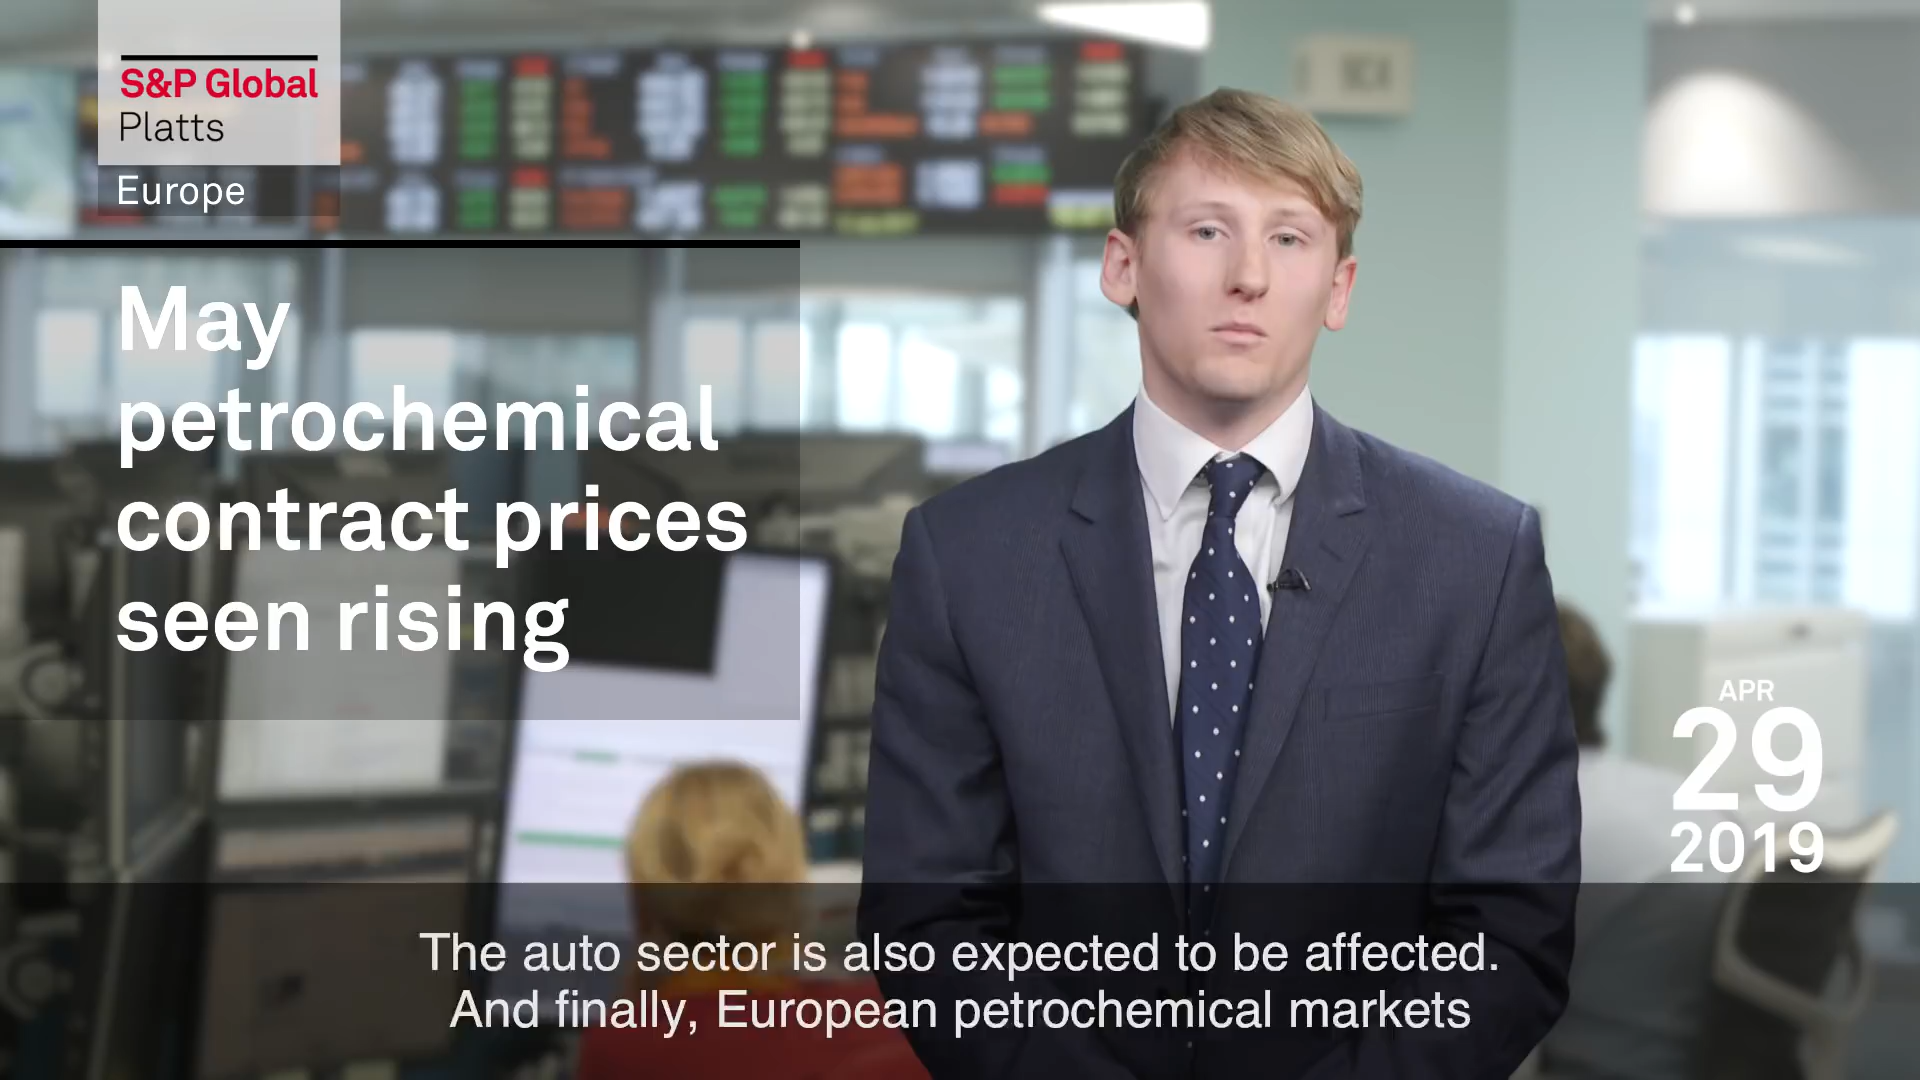 S&P Global
Platts
Europe
May
petrochemical
contract prices
seen rising
APR
29
2019
The auto sector is also expected to be affected.
And finally, European petrochemical markets